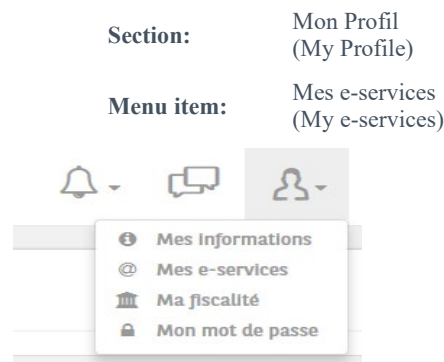 Section:
Mon Profil
(My Profile)
Menu item:
Mes e-services
(My e-services)
Mes informations
@ Mes e-services
Ma fiscalité
Mon mot de passe